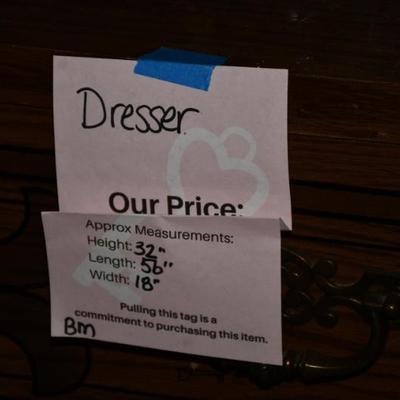 Dresser
Our Price:
Approx Measurements:
Height: 32"
Length: 56"
Width: 18"
Pulling this tag is a
commitment to purchasing this item.
BM